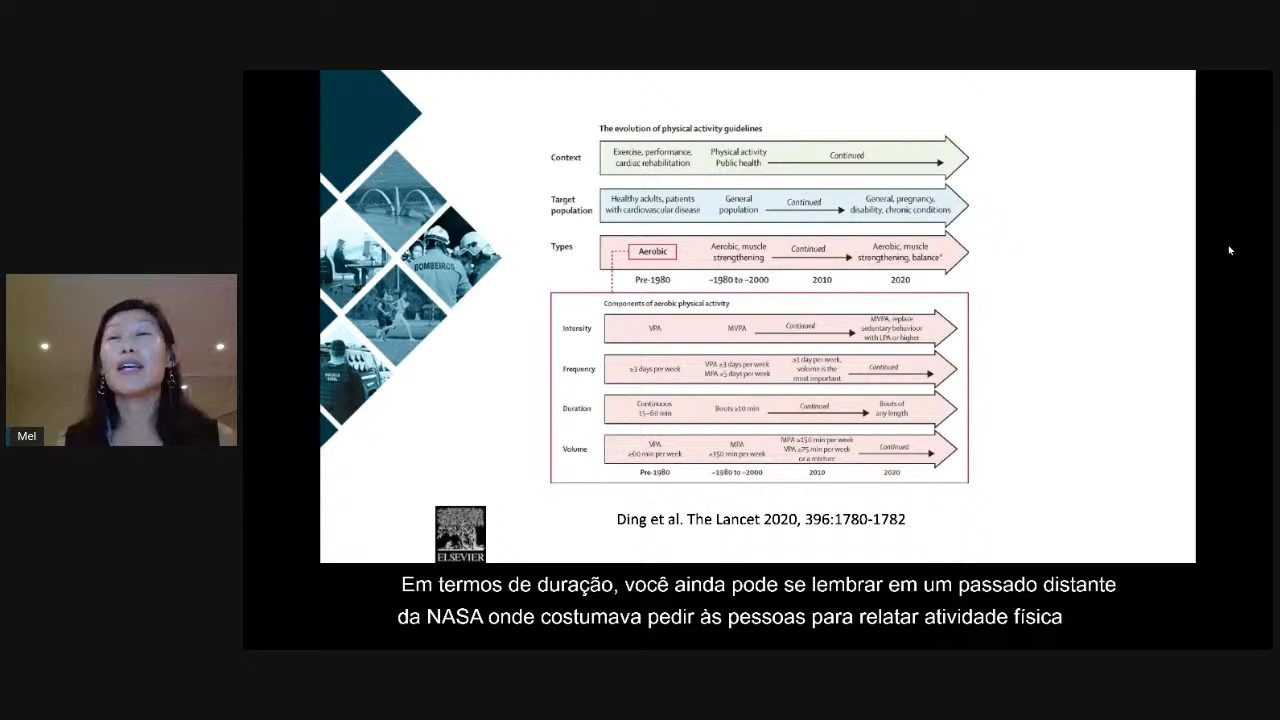 The evolution of physical activity guidelines
Context
Exercise, performance,
cardiac rehabilitation
Physical activity
Public health
Continued
Target
population
Healthy adults, patients
with cardiovascular disease
General
population
Continued
General, pregnancy,
disability, chronic conditions
Types
Aerobic
Aerobic, muscle
strengthening
Continued
Aerobic, muscle
strengthening, balance*
Pre-1980
~1980 to ~2000
2010
2020
Components of aerobic physical activity
Intensity
VPA
MVPA
Continued
MVPA, replace
sedentary behaviour
with LPA or higher
Frequency
≥3 days per week
VPA ≥3 days per week
MPA ≥5 days per week
≥1 day per week,
volume is the
most important
Continued
Duration
Continuous
15–60 min
Bouts ≥10 min
Continued
Bouts of
any length
Volume
VPA
≥60 min per week
MPA
≥150 min per week
MPA ≥150 min per week
VPA ≥75 min per week
or a mixture
Continued
Pre-1980
~1980 to ~2000
2010
2020
BOMBEIROS
POLÍCIA
CIVIL
Mel
ELSEVIER
Ding et al. The Lancet 2020, 396:1780-1782
Em termos de duração, você ainda pode se lembrar em um passado distante
da NASA onde costumava pedir às pessoas para relatar atividade física